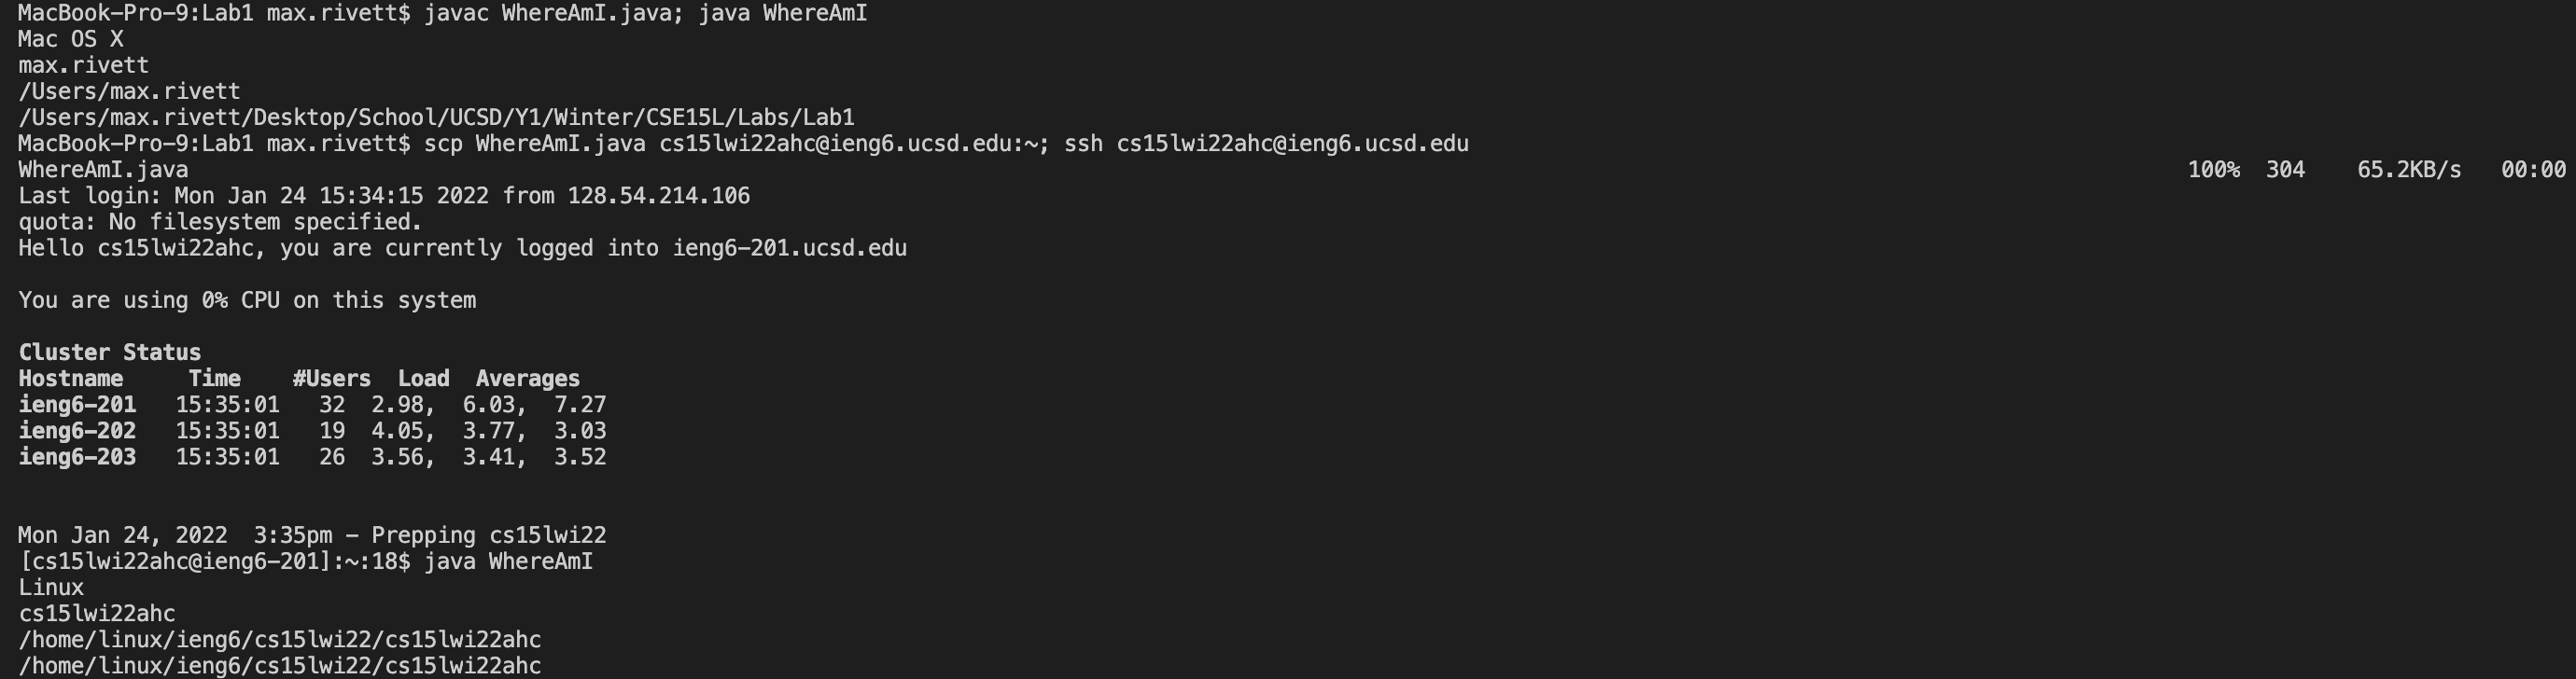 MacBook-Pro-9:Lab1 max.rivett$ javac WhereAmI.java; java WhereAmI
Mac OS X
max.rivett
/Users/max.rivett
/Users/max.rivett/Desktop/School/UCSD/Y1/Winter/CSE15L/Labs/Lab1
MacBook-Pro-9:Lab1 max.rivett$ scp WhereAmI.java cs15lwi22ahc@ieng6.ucsd.edu:~; ssh cs15lwi22ahc@ieng6.ucsd.edu
WhereAmI.java 100% 304 65.2KB/s 00:00
Last login: Mon Jan 24 15:34:15 2022 from 128.54.214.106
quota: No filesystem specified.
Hello cs15lwi22ahc, you are currently logged into ieng6-201.ucsd.edu
You are using 0% CPU on this system
Cluster Status
Hostname Time #Users Load Averages
ieng6-201 15:35:01 32 2.98, 6.03, 7.27
ieng6-202 15:35:01 19 4.05, 3.77, 3.03
ieng6-203 15:35:01 26 3.56, 3.41, 3.52
Mon Jan 24, 2022 3:35pm - Prepping cs15lwi22
[cs15lwi22ahc@ieng6-201]:~:18$ java WhereAmI
Linux
cs15lwi22ahc
/home/linux/ieng6/cs15lwi22/cs15lwi22ahc
/home/linux/ieng6/cs15lwi22/cs15lwi22ahc